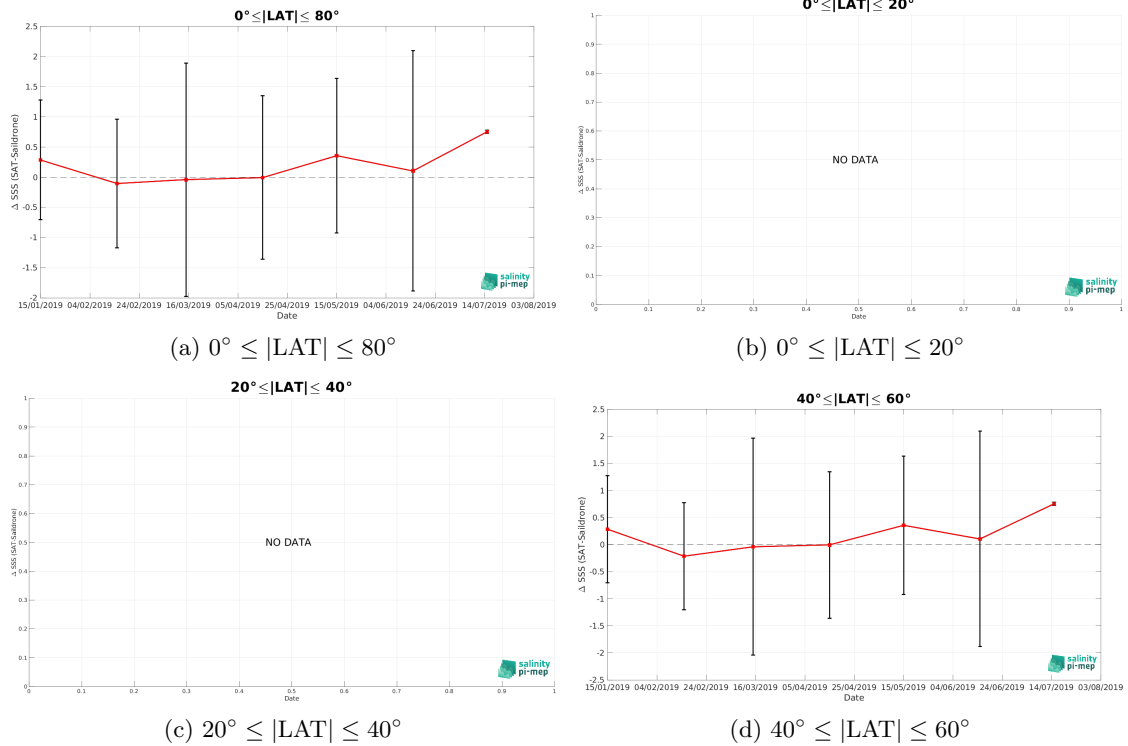 0°≤|LAT|≤ 80°
2.5
2
1.5
1
0.5
0
-0.5
-1
-1.5
-2
Δ SSS (SAT-Saildrone)
15/01/2019 04/02/2019 24/02/2019 16/03/2019 05/04/2019 25/04/2019 15/05/2019 04/06/2019 24/06/2019 14/07/2019 03/08/2019
Date
salinity
pi-mep
(a) 0° ≤ |LAT| ≤ 80°
0°≤|LAT|≤ 20°
1
0.9
0.8
0.7
0.6
0.5
0.4
0.3
0.2
0.1
0
Δ SSS (SAT-Saildrone)
NO DATA
0 0.1 0.2 0.3 0.4 0.5 0.6 0.7 0.8 0.9 1
Date
salinity
pi-mep
(b) 0° ≤ |LAT| ≤ 20°
20°≤|LAT|≤ 40°
1
0.9
0.8
0.7
0.6
0.5
0.4
0.3
0.2
0.1
0
Δ SSS (SAT-Saildrone)
NO DATA
0 0.1 0.2 0.3 0.4 0.5 0.6 0.7 0.8 0.9 1
Date
salinity
pi-mep
(c) 20° ≤ |LAT| ≤ 40°
40°≤|LAT|≤ 60°
2.5
2
1.5
1
0.5
0
-0.5
-1
-1.5
-2
-2.5
Δ SSS (SAT-Saildrone)
15/01/2019 04/02/2019 24/02/2019 16/03/2019 05/04/2019 25/04/2019 15/05/2019 04/06/2019 24/06/2019 14/07/2019 03/08/2019
Date
salinity
pi-mep
(d) 40° ≤ |LAT| ≤ 60°